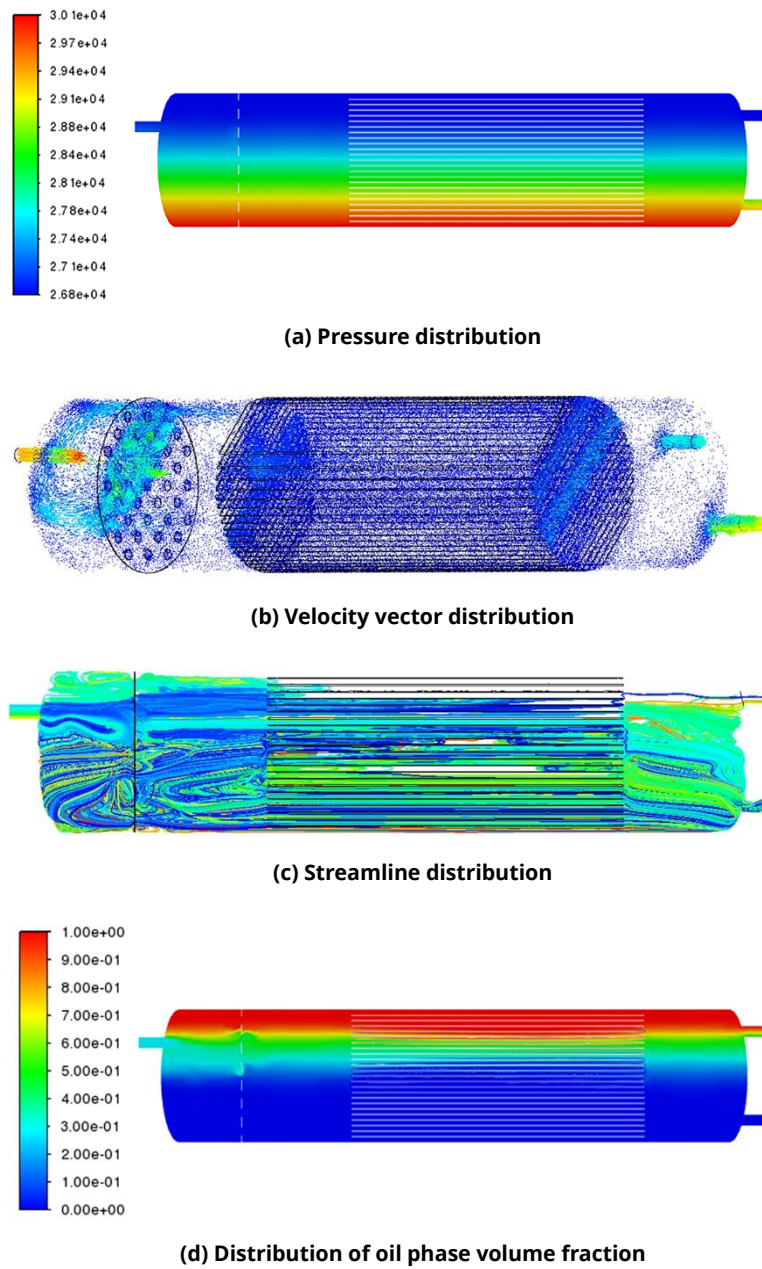 3.01e+04
2.97e+04
2.94e+04
2.91e+04
2.88e+04
2.84e+04
2.81e+04
2.78e+04
2.74e+04
2.71e+04
2.68e+04
(a) Pressure distribution
(b) Velocity vector distribution
(c) Streamline distribution
1.00e+00
9.00e-01
8.00e-01
7.00e-01
6.00e-01
5.00e-01
4.00e-01
3.00e-01
2.00e-01
1.00e-01
0.00e+00
(d) Distribution of oil phase volume fraction